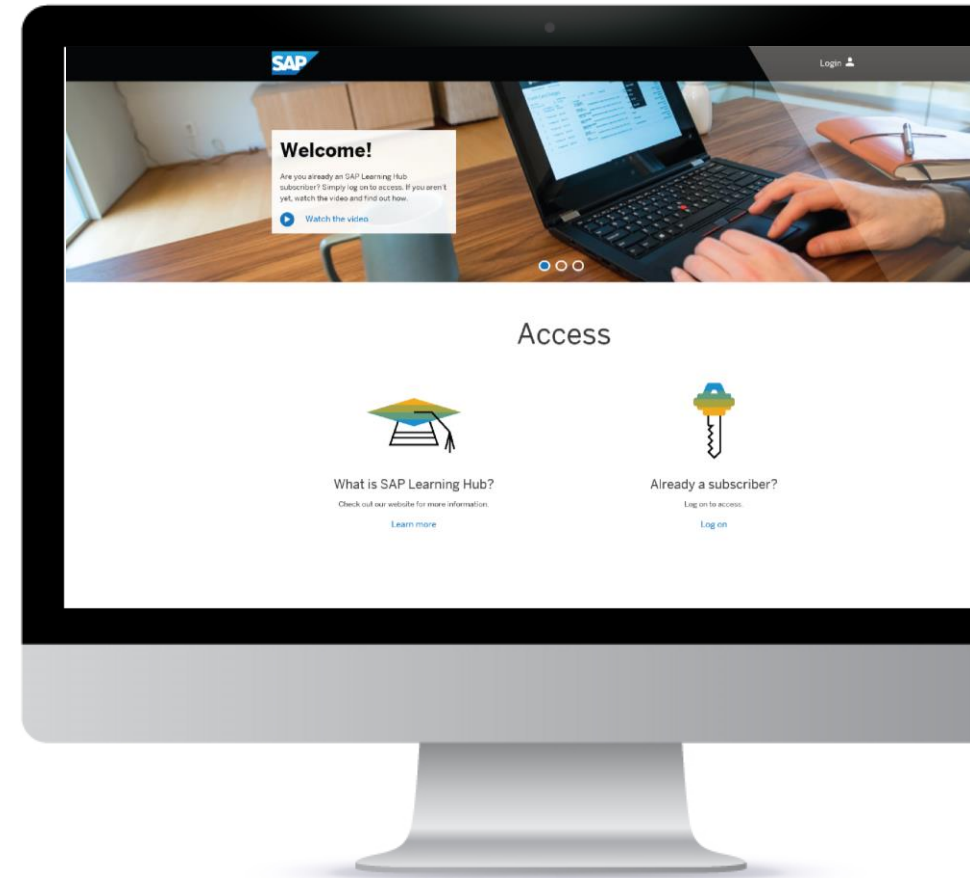 SAP
Login
Welcome!
Are you already an SAP Learning Hub
subscriber? Simply log on to access. If you aren't
yet, watch the video and find out how.
Watch the video
Access
What is SAP Learning Hub?
Already a subscriber?
Check out our website for more information.
Log on to access.
Learn more
Log on